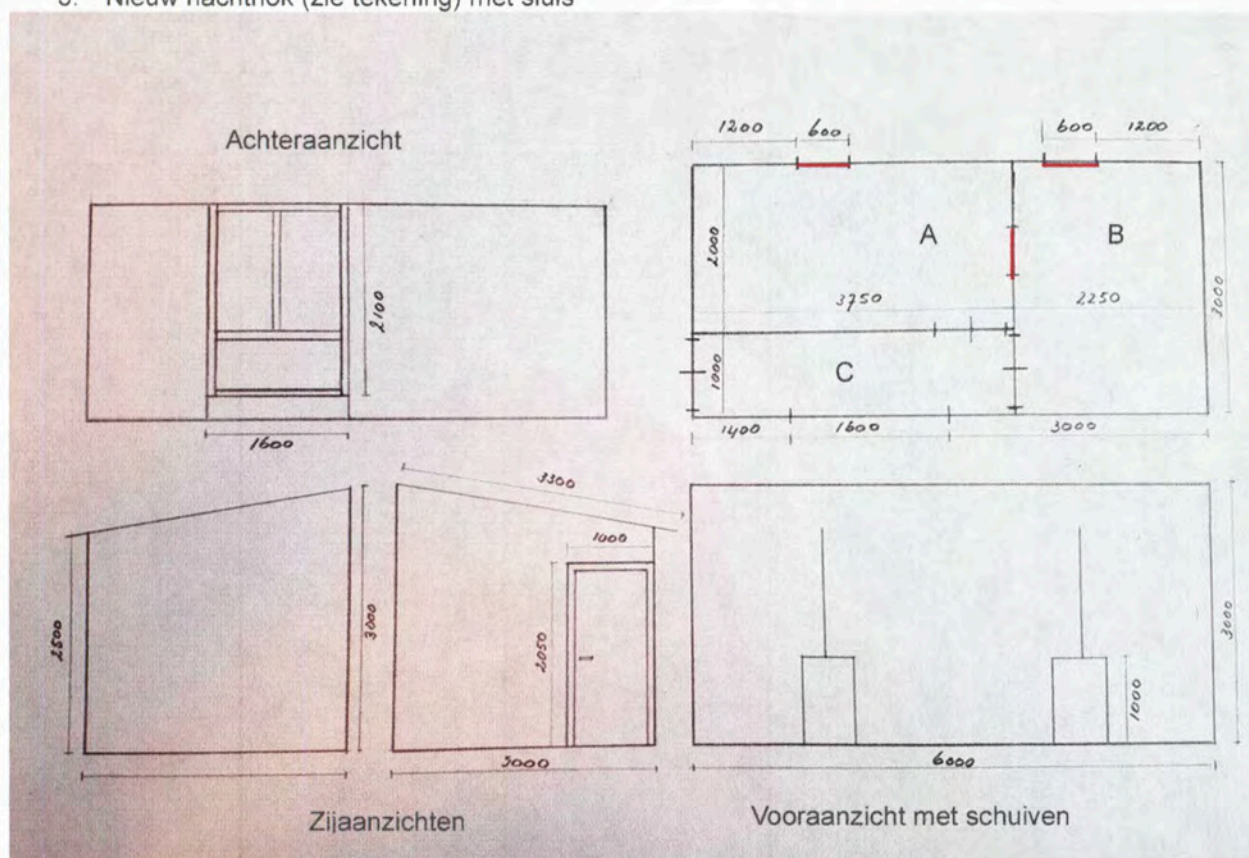 Nieuw nachthok (zie tekening) met sluis
Achteraanzicht
2100
1600
1200 600 600 1200
2000
A
B
3750
2250
3000
1000
C
1400 1600 3000
2500
3000
3300
1000
2050
3000
1000
3000
6000
Zijaanzichten
Vooraanzicht met schuiven